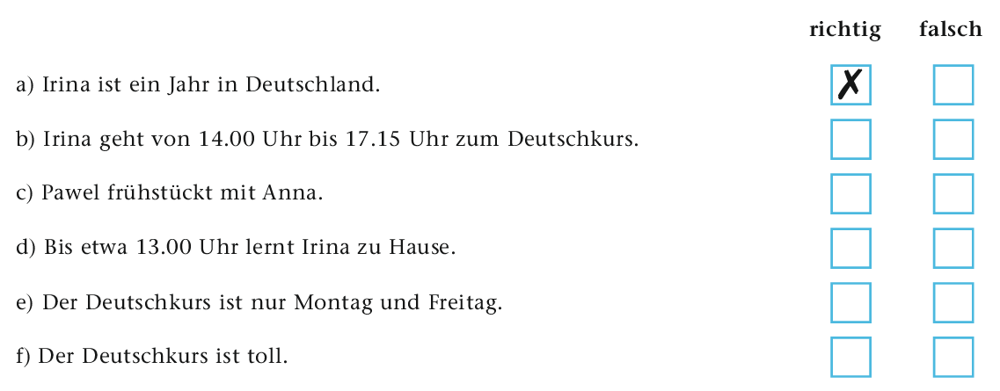 richtig falsch
a) Irina ist ein Jahr in Deutschland. ✗
b) Irina geht von 14.00 Uhr bis 17.15 Uhr zum Deutschkurs.
c) Pawel frühstückt mit Anna.
d) Bis etwa 13.00 Uhr lernt Irina zu Hause.
e) Der Deutschkurs ist nur Montag und Freitag.
f) Der Deutschkurs ist toll.